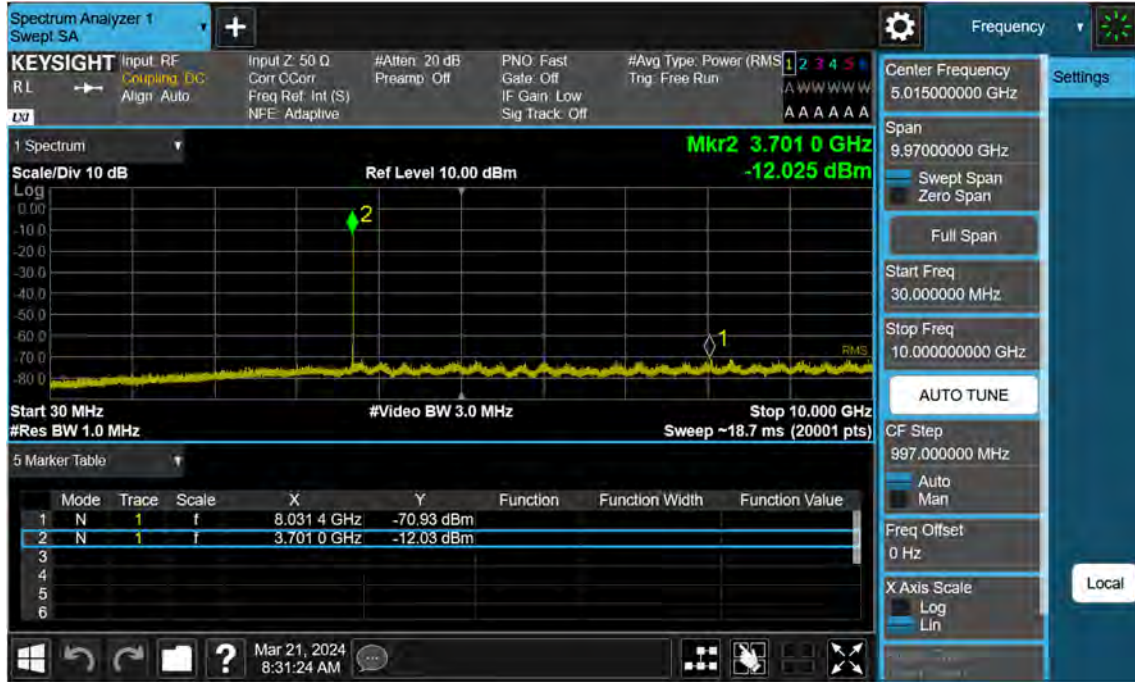 Spectrum Analyzer 1
Swept SA
Frequency
KEYSIGHT
R L
LXI
Input: RF
Coupling: DC
Align: Auto
Input Z: 50 Ω
Corr CCorr
Freq Ref: Int (S)
NFE: Adaptive
#Atten: 20 dB
Preamp: Off
PNO: Fast
Gate: Off
IF Gain: Low
Sig Track: Off
#Avg Type: Power (RMS
Trig: Free Run
1 2 3 4 5 6
A W W W W W
A A A A A A
1 Spectrum
Scale/Div 10 dB
Ref Level 10.00 dBm
Mkr2 3.701 0 GHz
-12.025 dBm
Log
0.00
-10.0
-20.0
-30.0
-40.0
-50.0
-60.0
-70.0
-80.0
2
1
RMS
Start 30 MHz
#Res BW 1.0 MHz
#Video BW 3.0 MHz
Stop 10.000 GHz
Sweep ~18.7 ms (20001 pts)
5 Marker Table
Mode Trace Scale X Y Function Function Width Function Value
1 N 1 f 8.031 4 GHz -70.93 dBm
2 N 1 f 3.701 0 GHz -12.03 dBm
3
4
5
6
Mar 21, 2024
8:31:24 AM
?
Center Frequency
5.015000000 GHz
Span
9.97000000 GHz
Swept Span
Zero Span
Full Span
Start Freq
30.000000 MHz
Stop Freq
10.000000000 GHz
AUTO TUNE
CF Step
997.000000 MHz
Auto
Man
Freq Offset
0 Hz
X Axis Scale
Log
Lin
Settings
Local